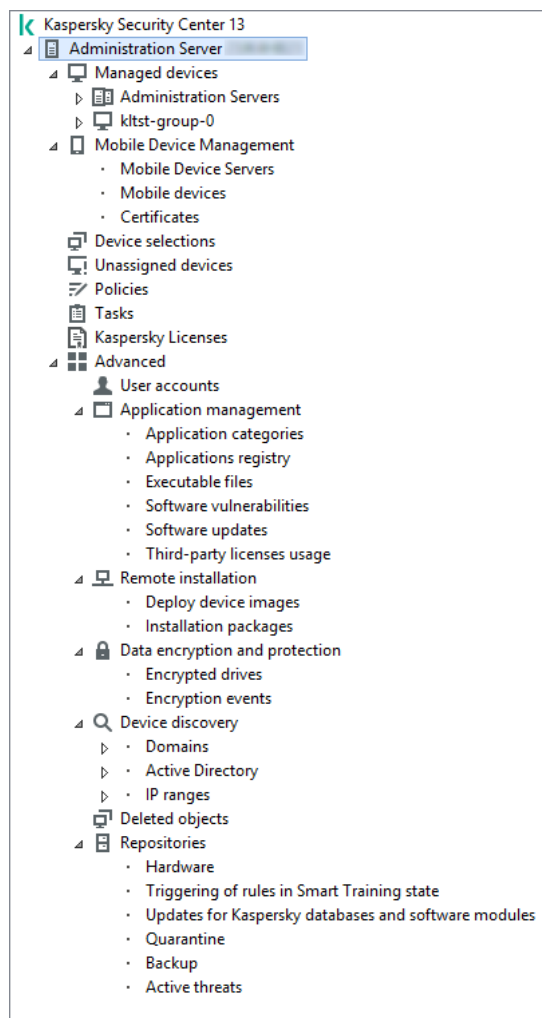 Kaspersky Security Center 13
Administration Server
Managed devices
Administration Servers
kltst-group-0
Mobile Device Management
Mobile Device Servers
Mobile devices
Certificates
Device selections
Unassigned devices
Policies
Tasks
Kaspersky Licenses
Advanced
User accounts
Application management
Application categories
Applications registry
Executable files
Software vulnerabilities
Software updates
Third-party licenses usage
Remote installation
Deploy device images
Installation packages
Data encryption and protection
Encrypted drives
Encryption events
Device discovery
Domains
Active Directory
IP ranges
Deleted objects
Repositories
Hardware
Triggering of rules in Smart Training state
Updates for Kaspersky databases and software modules
Quarantine
Backup
Active threats